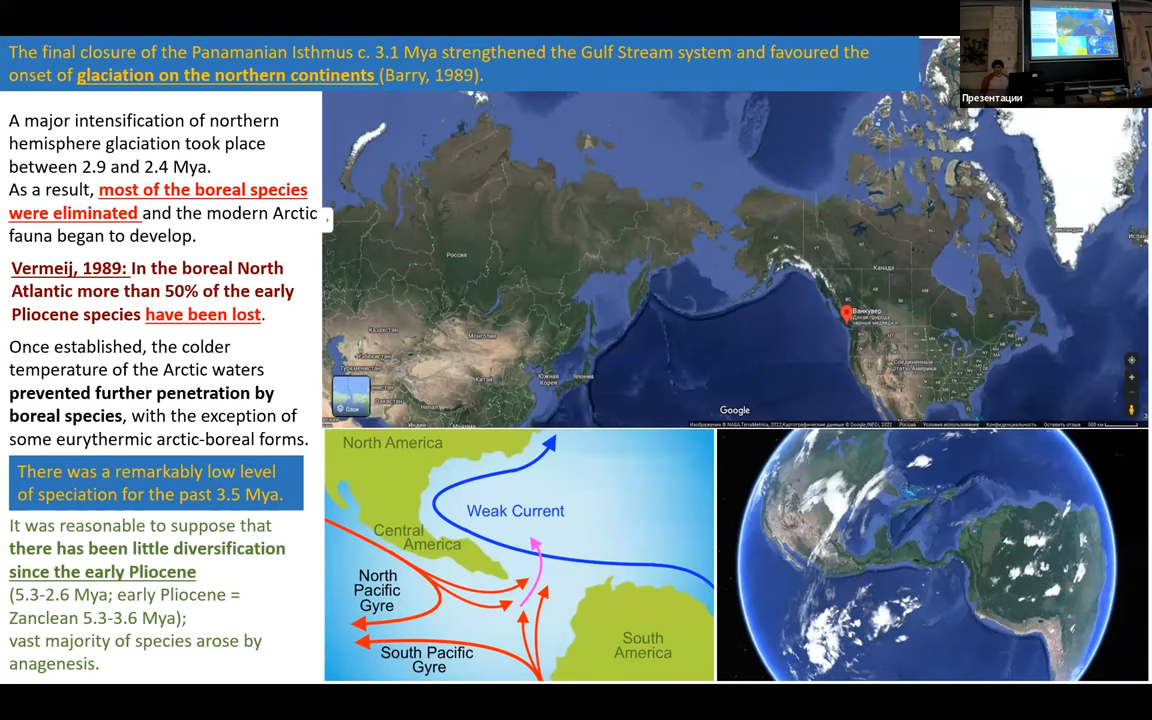 The final closure of the Panamanian Isthmus c. 3.1 Mya strengthened the Gulf Stream system and favoured the
onset of glaciation on the northern continents (Barry, 1989).
Презентации
A major intensification of northern
hemisphere glaciation took place
between 2.9 and 2.4 Mya.
As a result, most of the boreal species
were eliminated and the modern Arctic
fauna began to develop.
Vermeij, 1989: In the boreal North
Atlantic more than 50% of the early
Pliocene species have been lost.
Once established, the colder
temperature of the Arctic waters
prevented further penetration by
boreal species, with the exception of
some eurythermic arctic-boreal forms.
There was a remarkably low level
of speciation for the past 3.5 Mya.
It was reasonable to suppose that
there has been little diversification
since the early Pliocene
(5.3-2.6 Mya; early Pliocene =
Zanclean 5.3-3.6 Mya);
vast majority of species arose by
anagenesis.
Россия
Казахстан
Монголия
Китай
Южная
Корея
Япония
Слои
Канада
Ванкувер
Соединенные
Штаты Америки
Google
North America
Weak Current
Central
America
North
Pacific
Gyre
South Pacific
Gyre
South
America